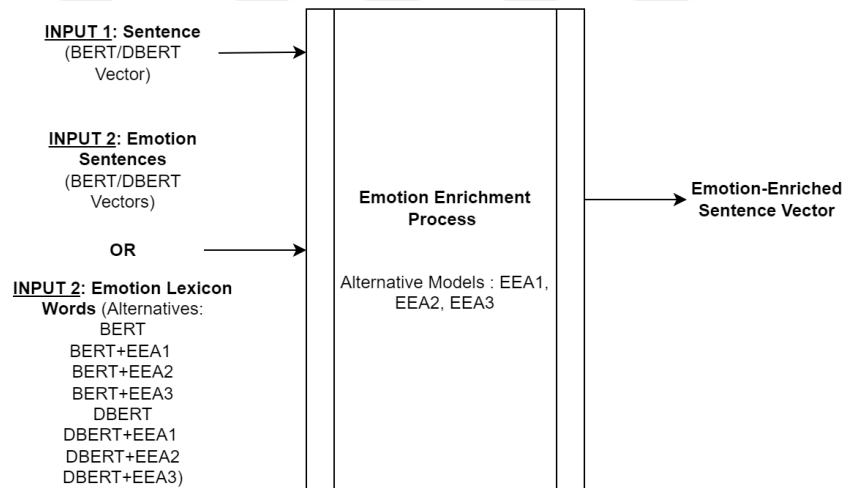 INPUT 1: Sentence
(BERT/DBERT
Vector)
INPUT 2: Emotion
Sentences
(BERT/DBERT
Vectors)
OR
INPUT 2: Emotion Lexicon
Words (Alternatives:
BERT
BERT+EEA1
BERT+EEA2
BERT+EEA3
DBERT
DBERT+EEA1
DBERT+EEA2
DBERT+EEA3)
Emotion Enrichment
Process
Alternative Models : EEA1,
EEA2, EEA3
Emotion-Enriched
Sentence Vector